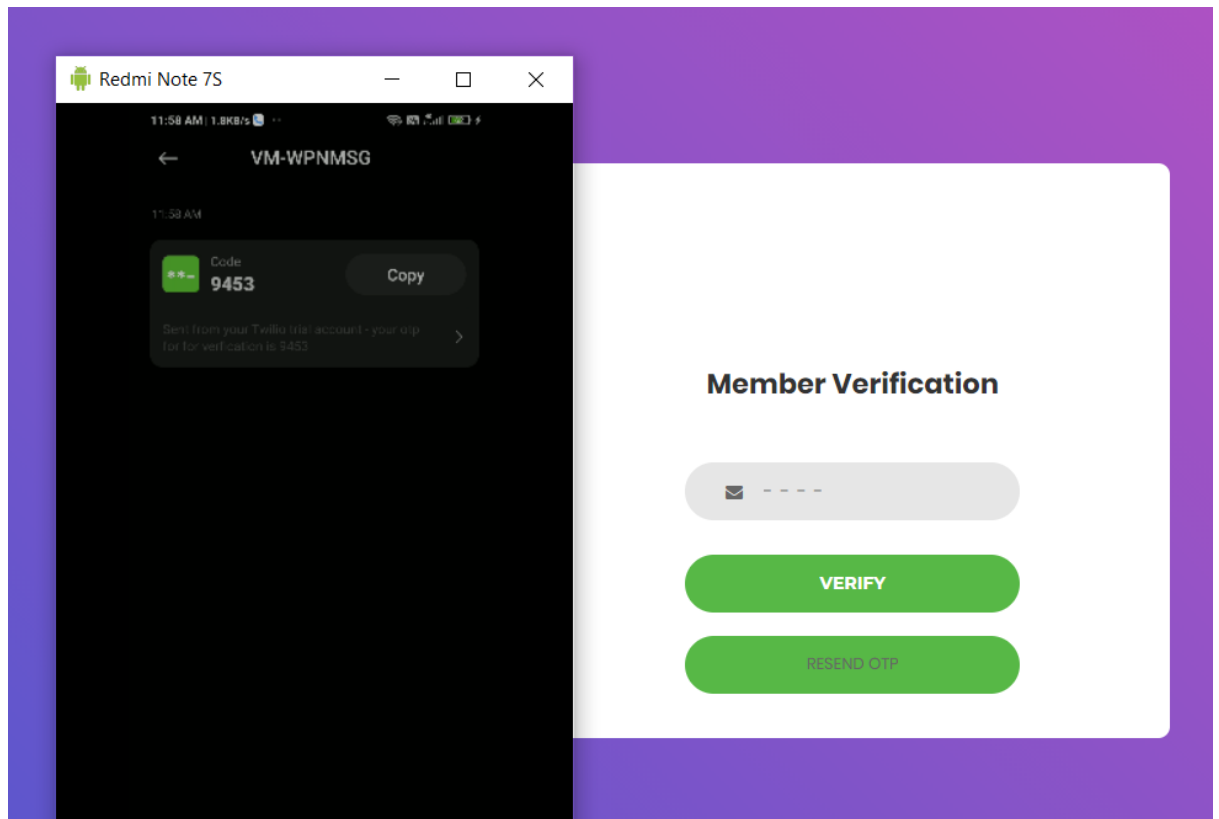 Redmi Note 7S
11:58 AM | 1.8KB/s
VM-WPNMSG
11:58 AM
**-
Code
9453
Copy
Sent from your Twilio trial account - your otp
for for verfication is 9453
Member Verification
- - - -
VERIFY
RESEND OTP